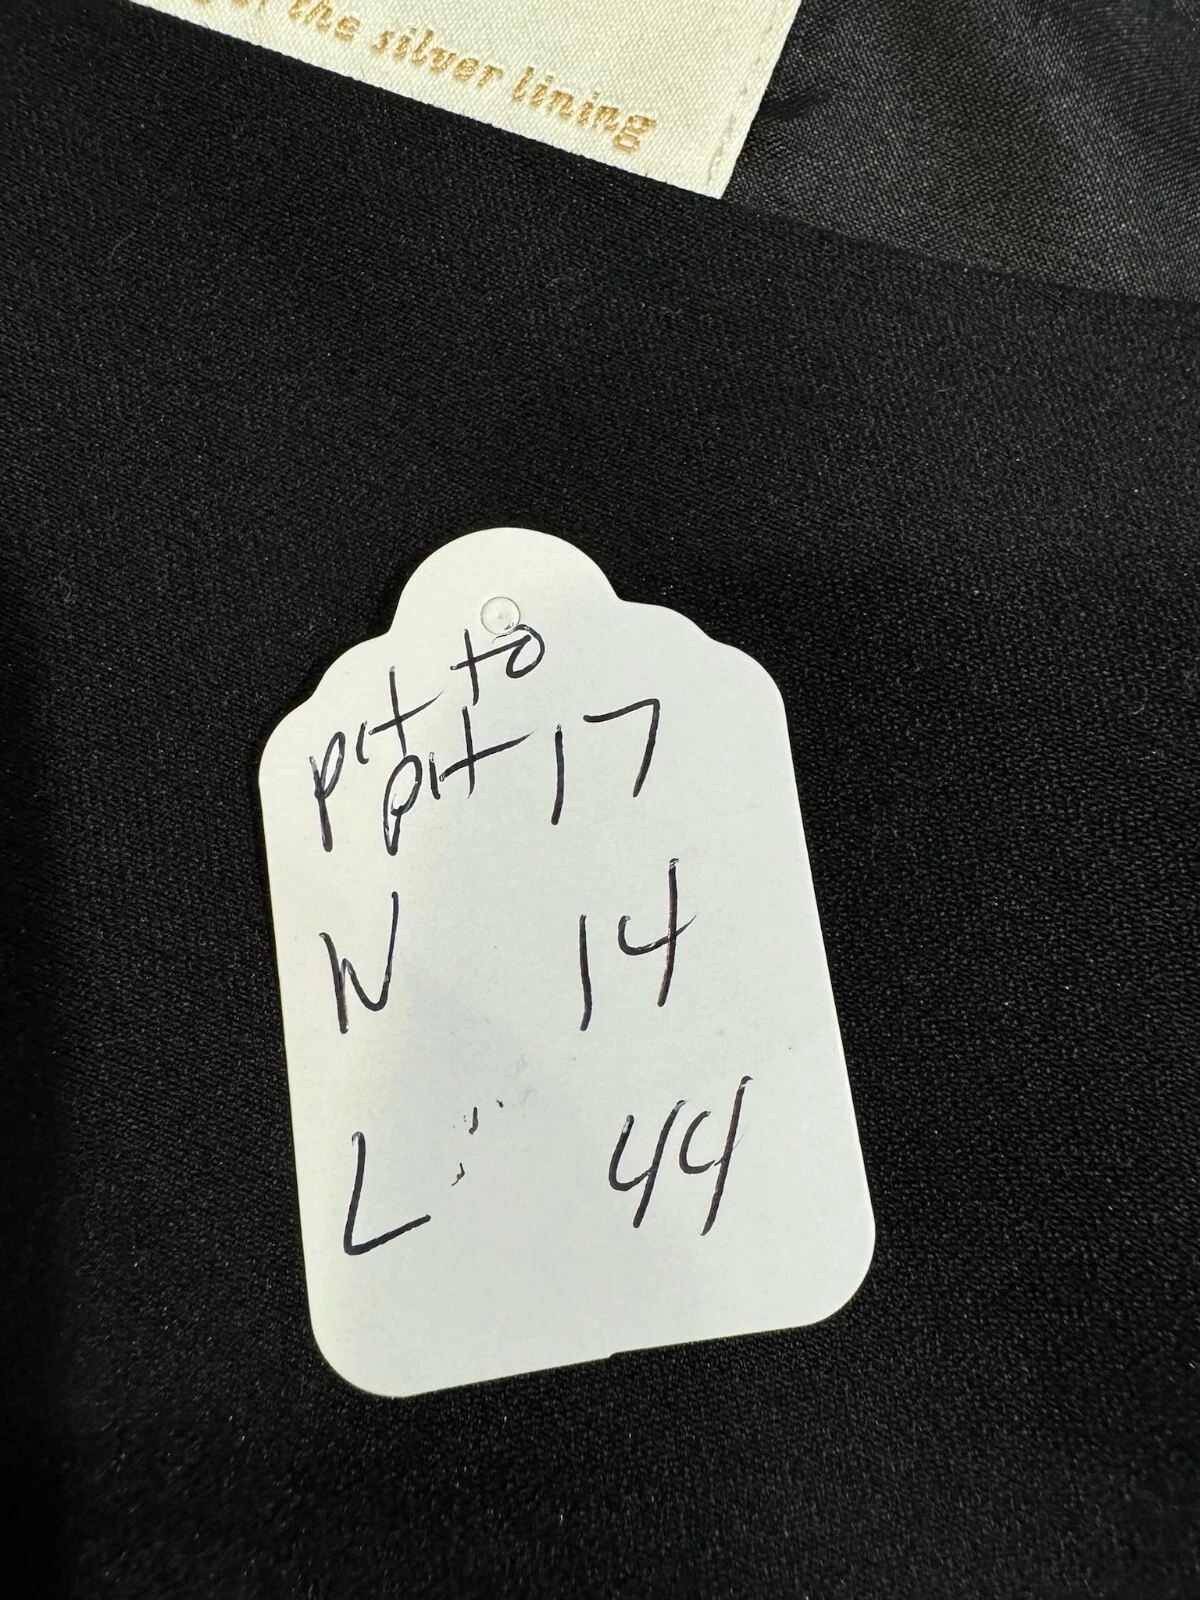 the silver lining
pit to
pit 17
W 14
L 44